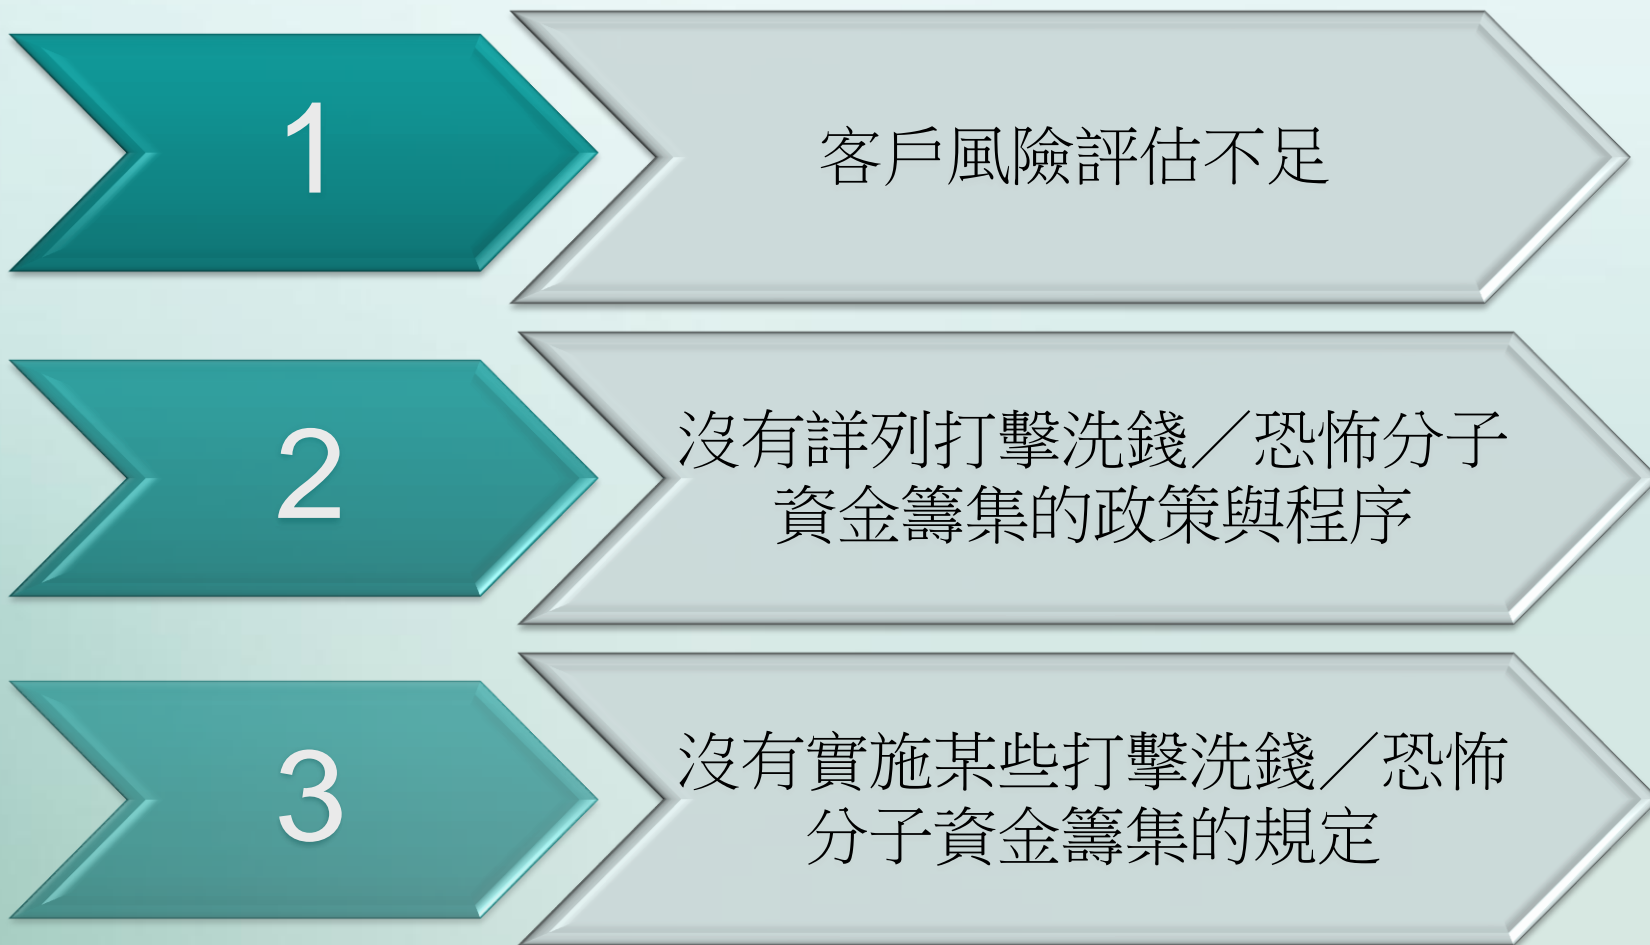 1
客戶風險評估不足
2
沒有詳列打擊洗錢／恐怖分子
資金籌集的政策與程序
3
沒有實施某些打擊洗錢／恐怖
分子資金籌集的規定